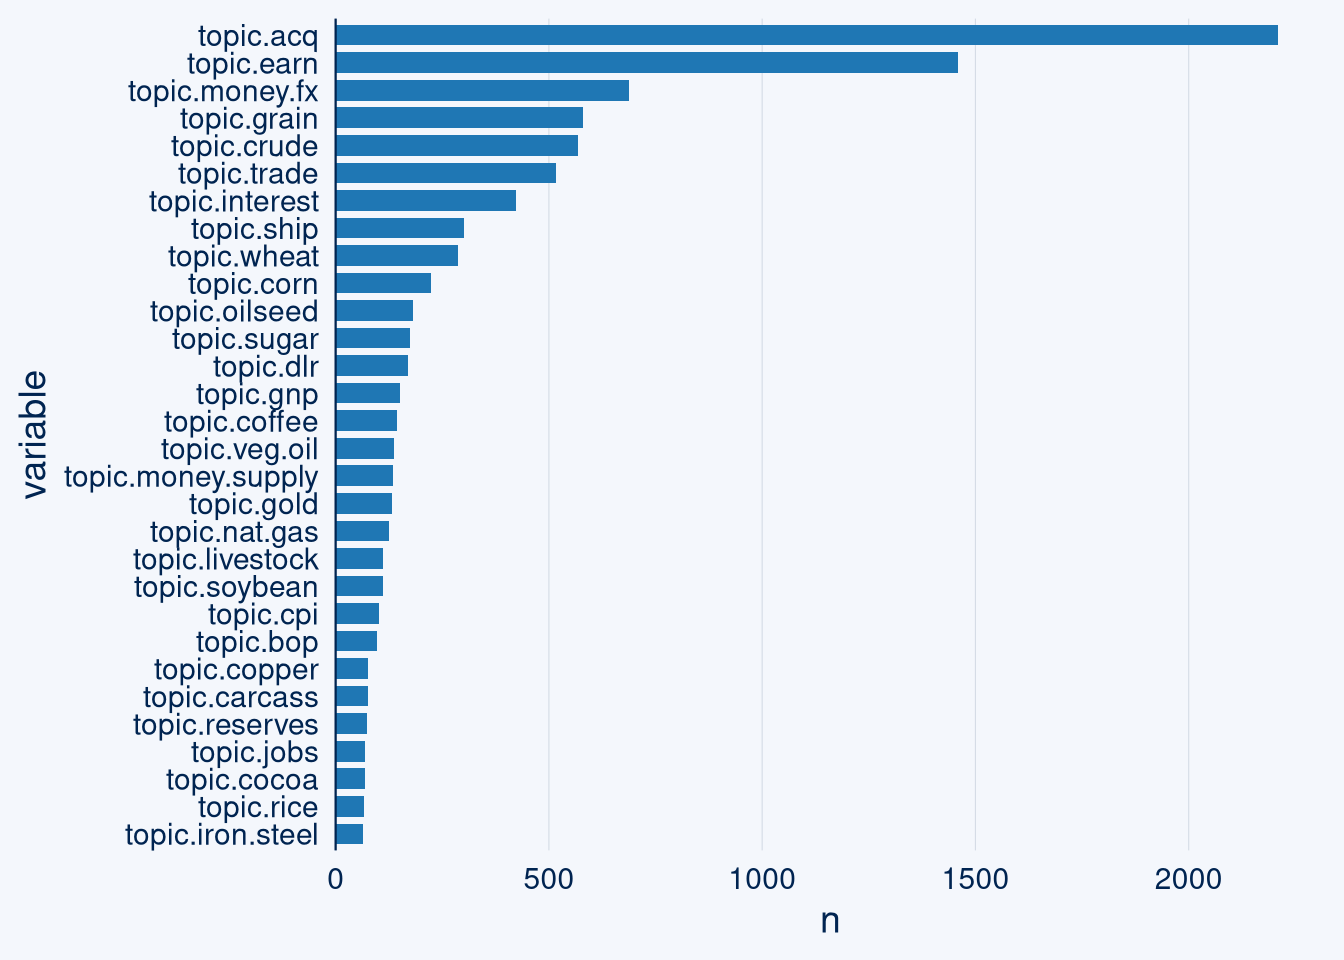 topic.acq
topic.earn
topic.money.fx
topic.grain
topic.crude
topic.trade
topic.interest
topic.ship
topic.wheat
topic.corn
topic.oilseed
topic.sugar
topic.dlr
topic.gnp
topic.coffee
topic.veg.oil
topic.money.supply
topic.gold
topic.nat.gas
topic.livestock
topic.soybean
topic.cpi
topic.bop
topic.copper
topic.carcass
topic.reserves
topic.jobs
topic.cocoa
topic.rice
topic.iron.steel
variable
0 500 1000 1500 2000
n